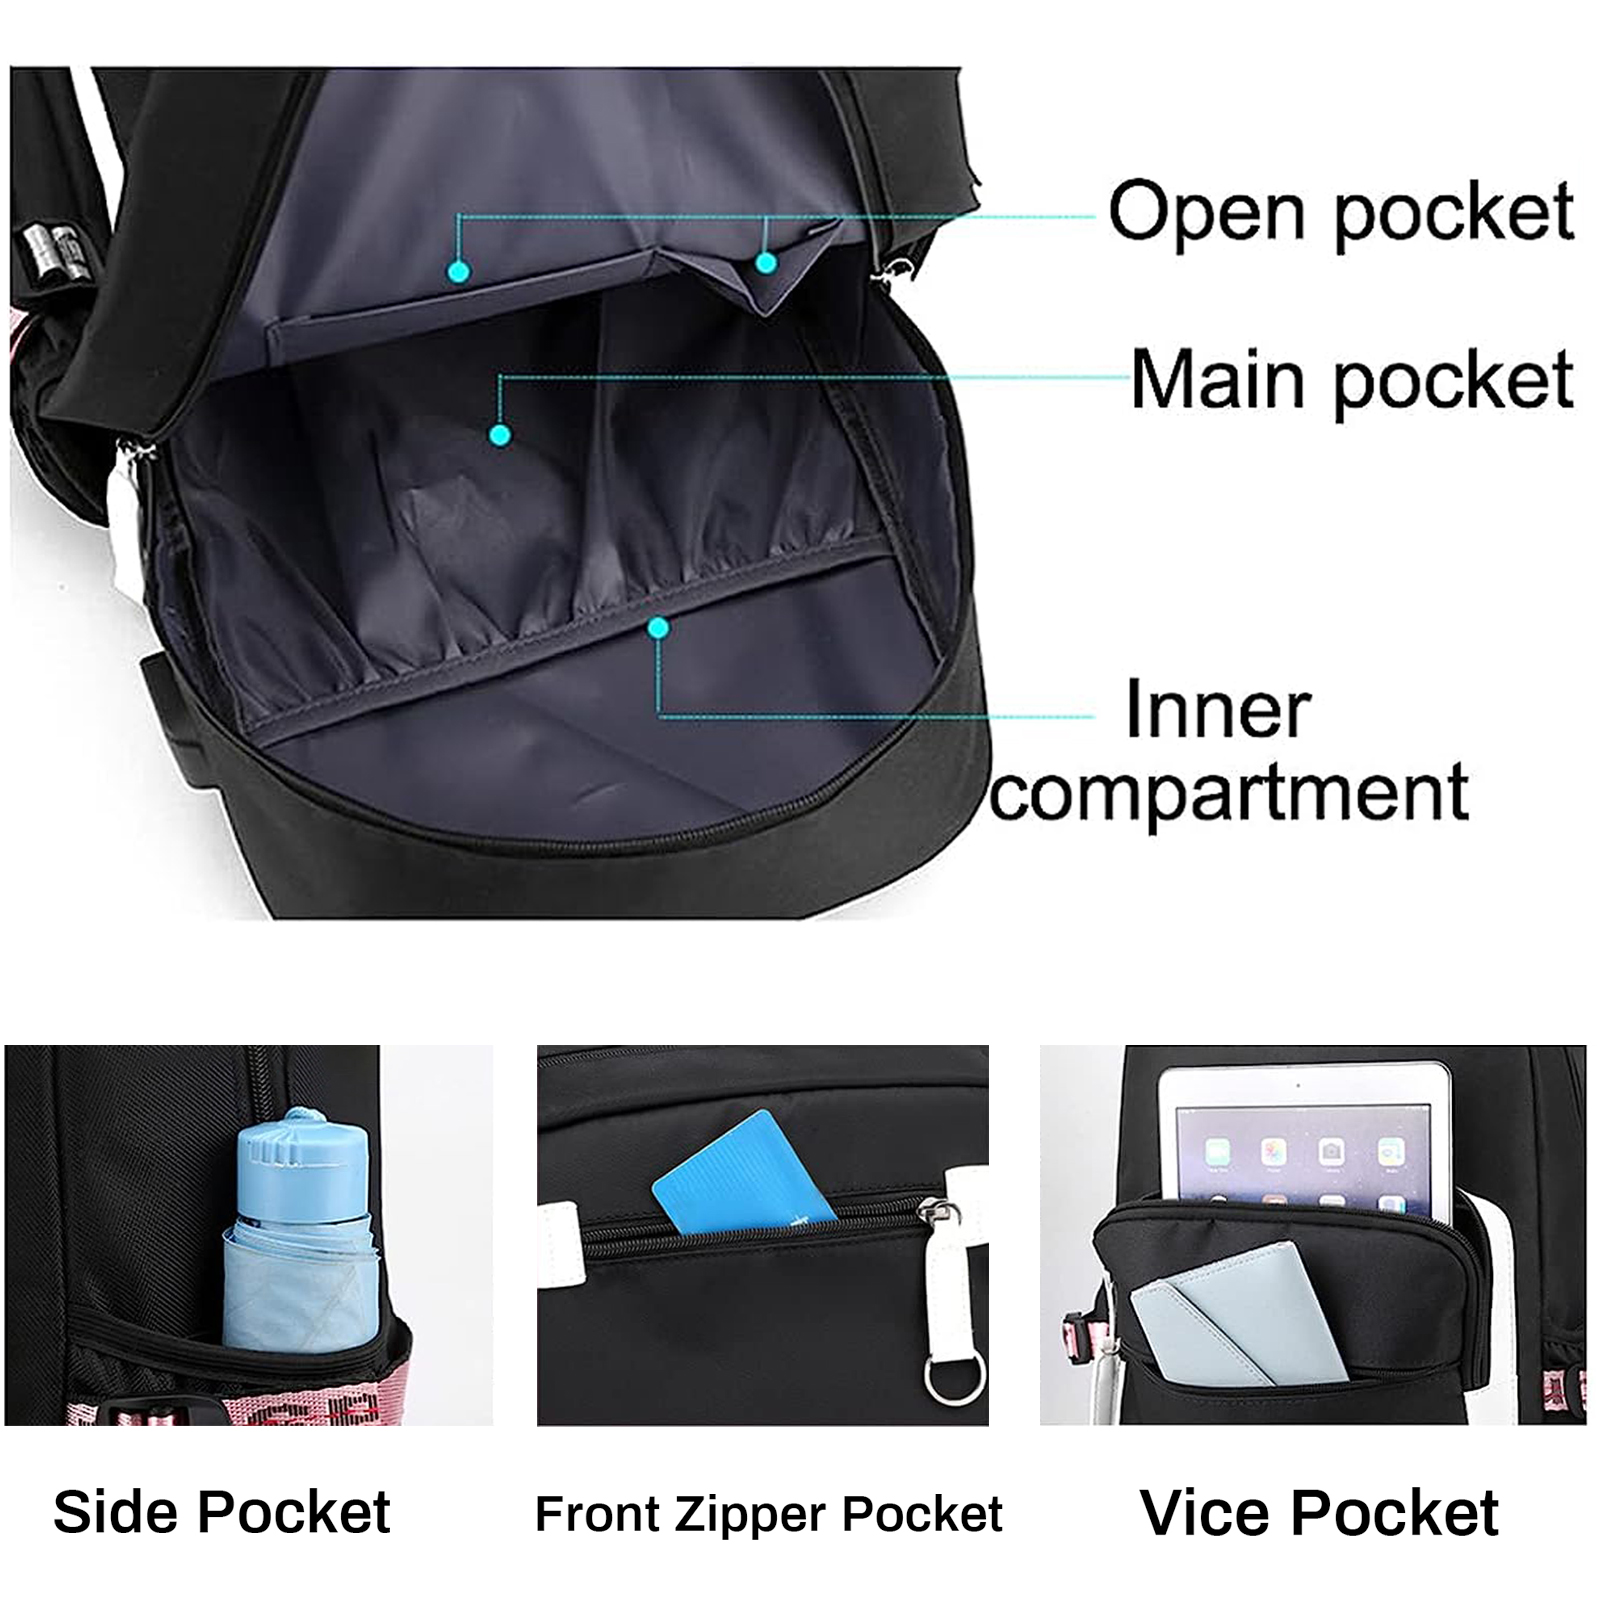 Open pocket
Main pocket
Inner
compartment
Side Pocket
Front Zipper Pocket
Vice Pocket